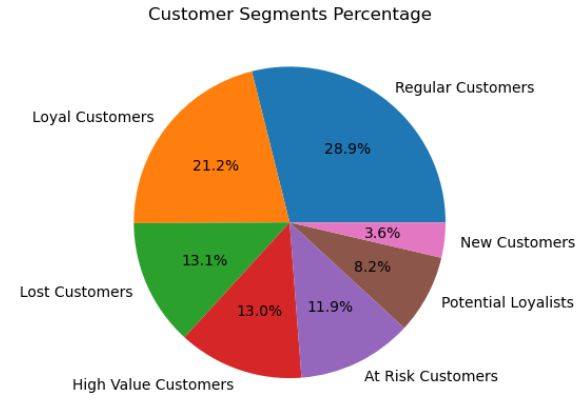 Customer Segments Percentage
Regular Customers
28.9%
Loyal Customers
21.2%
Lost Customers
13.1%
High Value Customers
13.0%
At Risk Customers
11.9%
Potential Loyalists
8.2%
New Customers
3.6%